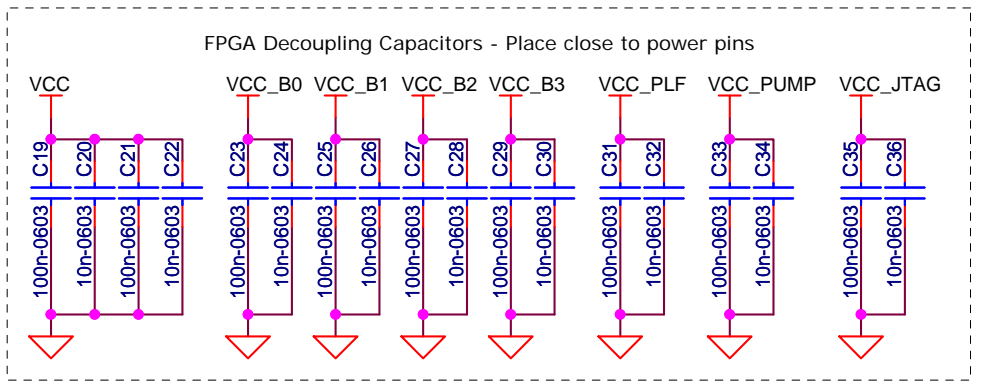 FPGA Decoupling Capacitors - Place close to power pins
VCC
VCC_B0
VCC_B1
VCC_B2
VCC_B3
VCC_PLF
VCC_PUMP
VCC_JTAG
C19
C20
C21
C22
C23
C24
C25
C26
C27
C28
C29
C30
C31
C32
C33
C34
C35
C36
100n-0603
10n-0603
100n-0603
10n-0603
100n-0603
10n-0603
100n-0603
10n-0603
100n-0603
10n-0603
100n-0603
10n-0603
100n-0603
10n-0603
100n-0603
10n-0603
100n-0603
10n-0603